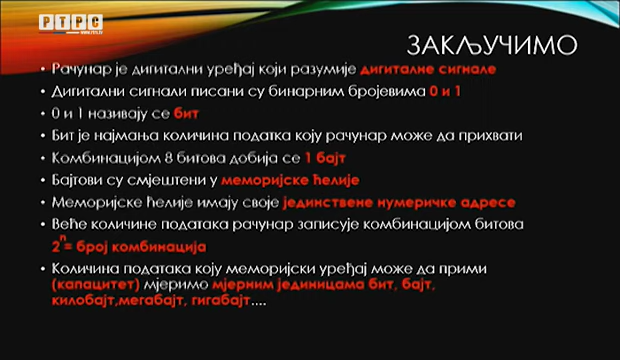 РТРС
www.rtrs.tv
ЗАКЉУЧИМО
• Рачунар је дигитални уређај који разумије дигиталне сигнале
• Дигитални сигнали писани су бинарним бројевима 0 и 1
• 0 и 1 називају се бит
• Бит је најмања количина податка коју рачунар може да прихвати
• Комбинацијом 8 битова добија се 1 бајт
• Бајтови су смјештени у меморијске ћелије
• Меморијске ћелије имају своје јединствене нумеричке адресе
• Веће количине података рачунар записује комбинацијом битова
2ⁿ= број комбинација
• Количина података коју меморијски уређај може да прими
(капацитет) мјеримо мјерним јединицама бит, бајт,
килобајт,мегабајт, гигабајт....